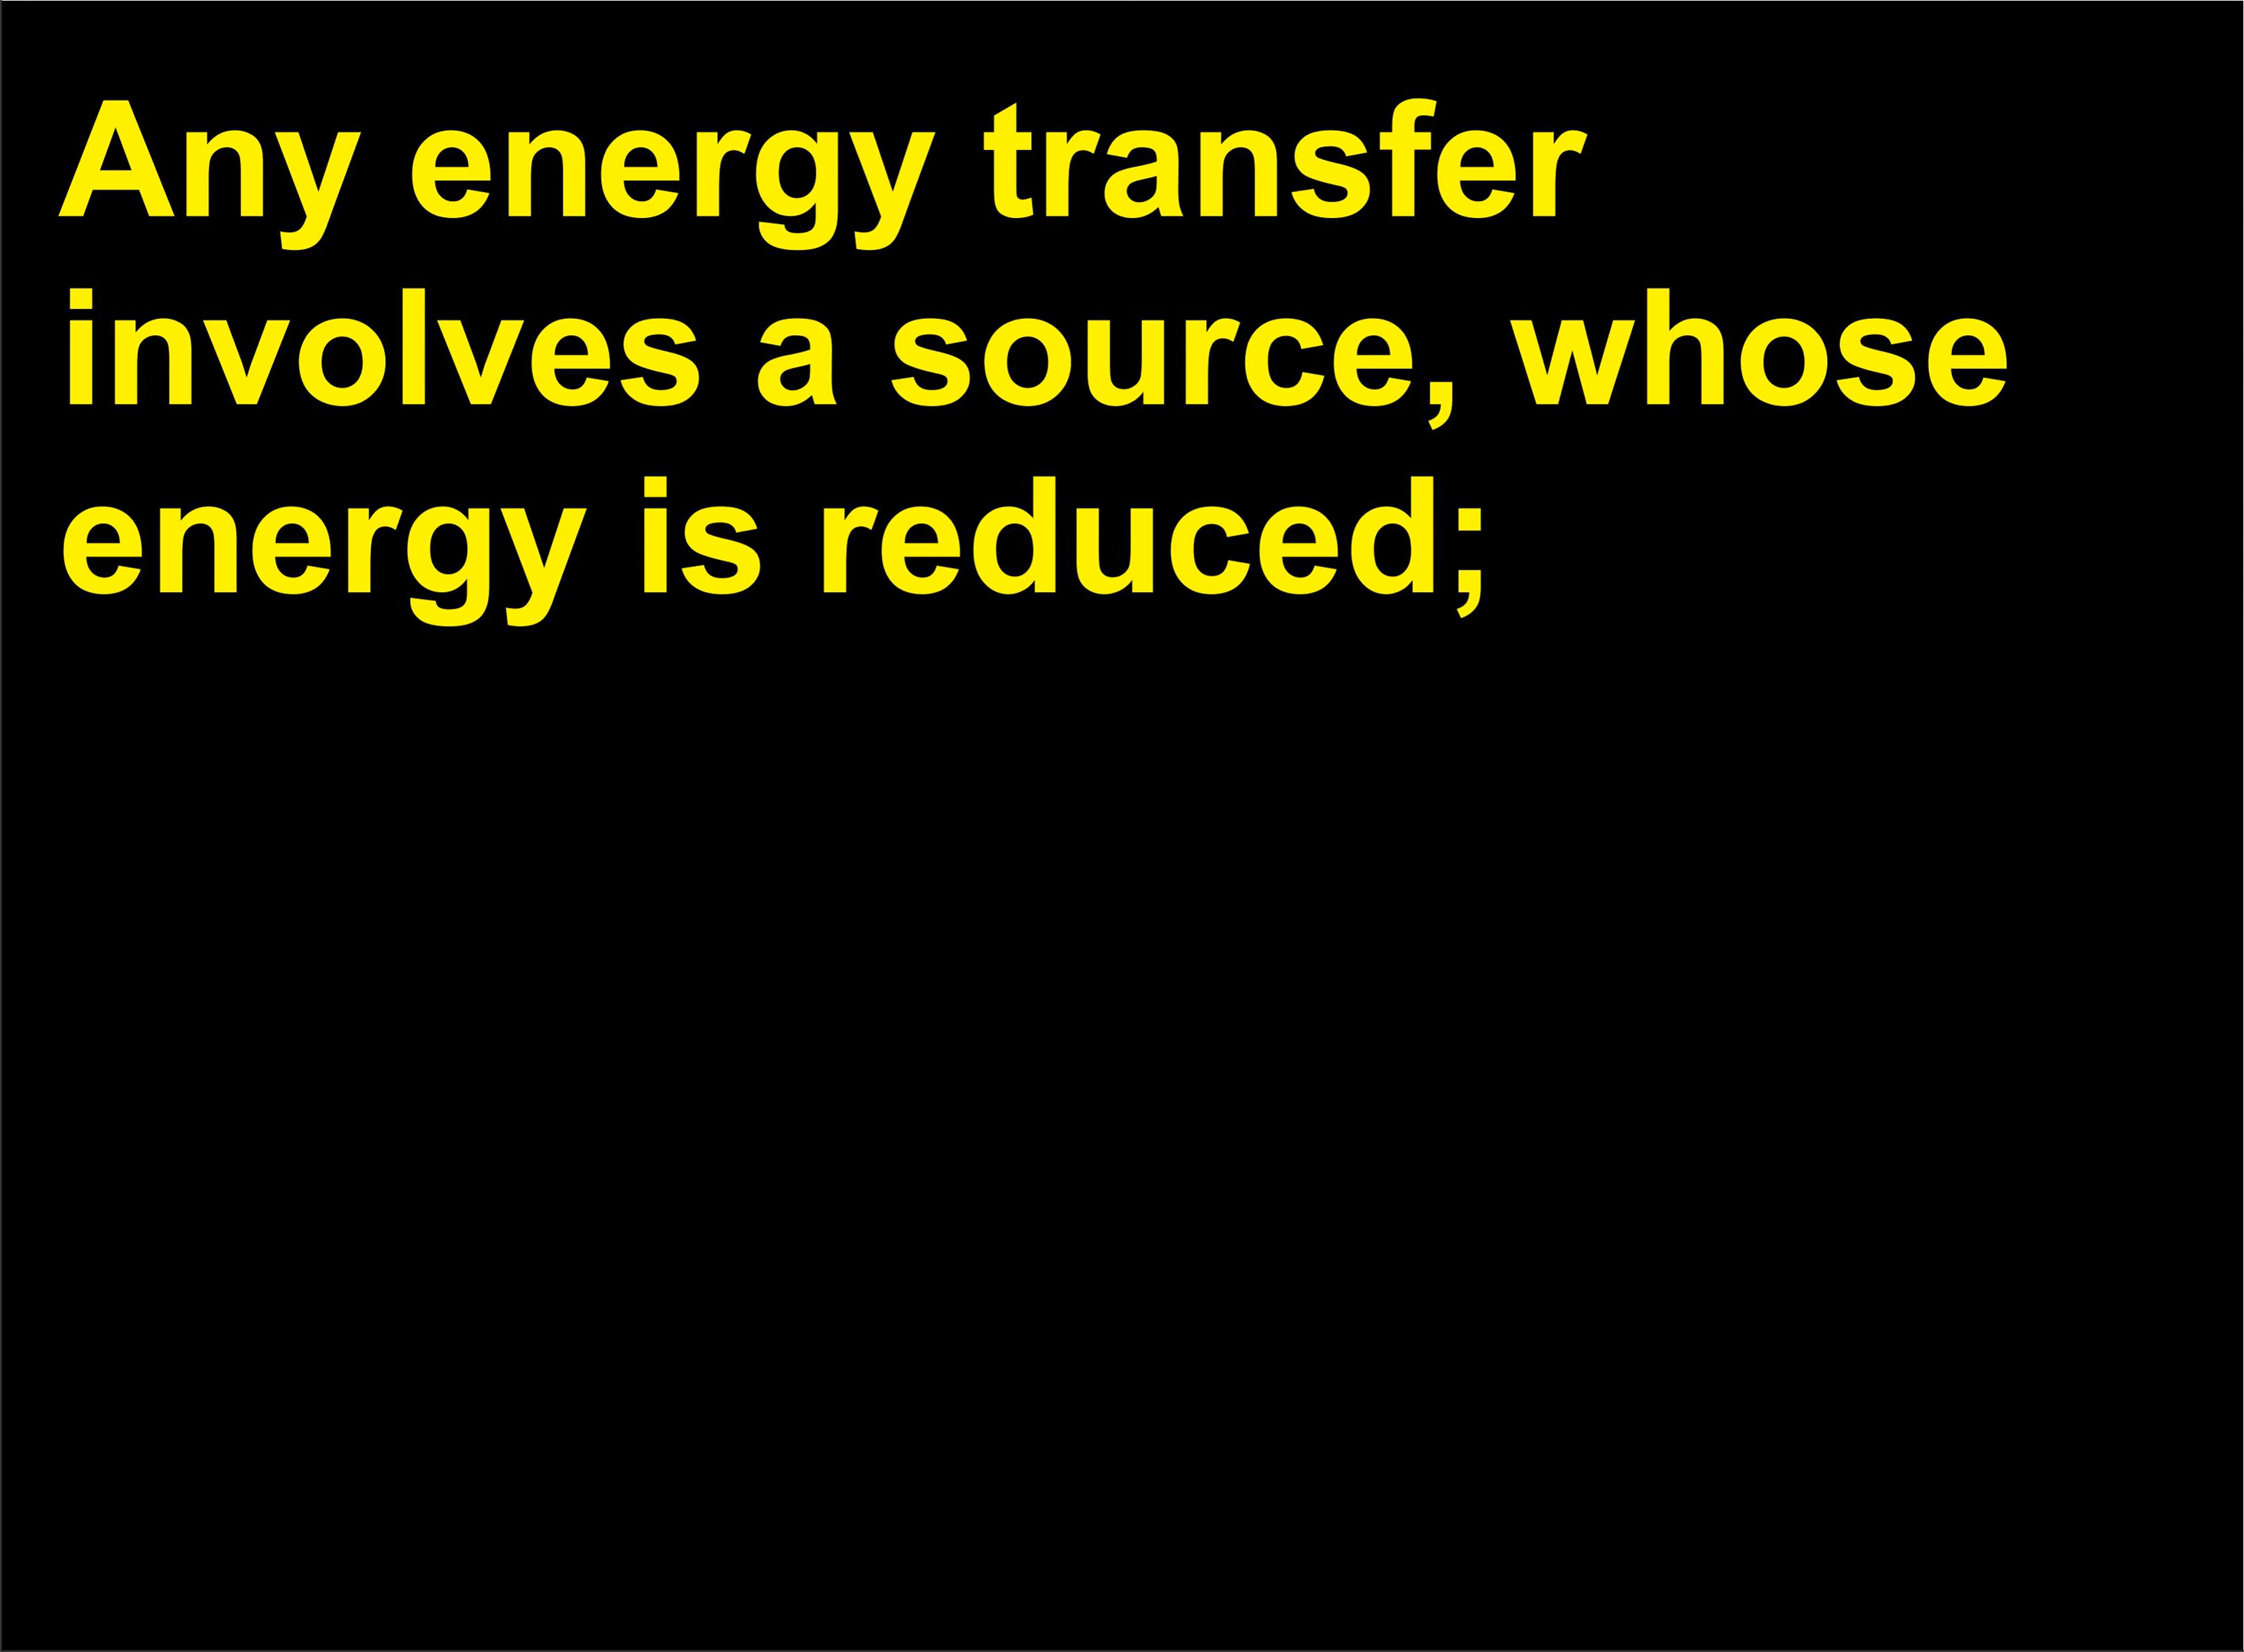 Any energy transfer
involves a source, whose
energy is reduced;